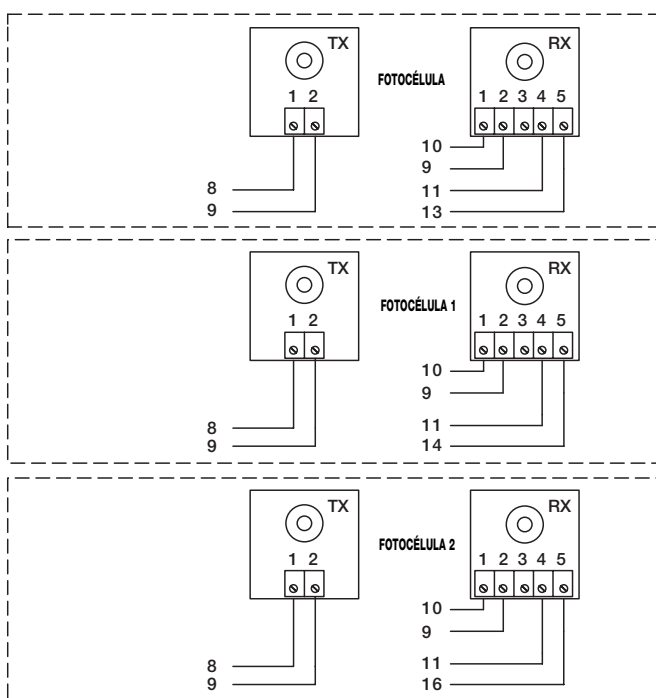 TX
RX
FOTOCÉLULA
1 2
1 2 3 4 5
10
9
8
11
9
13
TX
RX
FOTOCÉLULA 1
1 2
1 2 3 4 5
10
9
8
11
9
14
TX
RX
FOTOCÉLULA 2
1 2
1 2 3 4 5
10
9
8
11
9
16